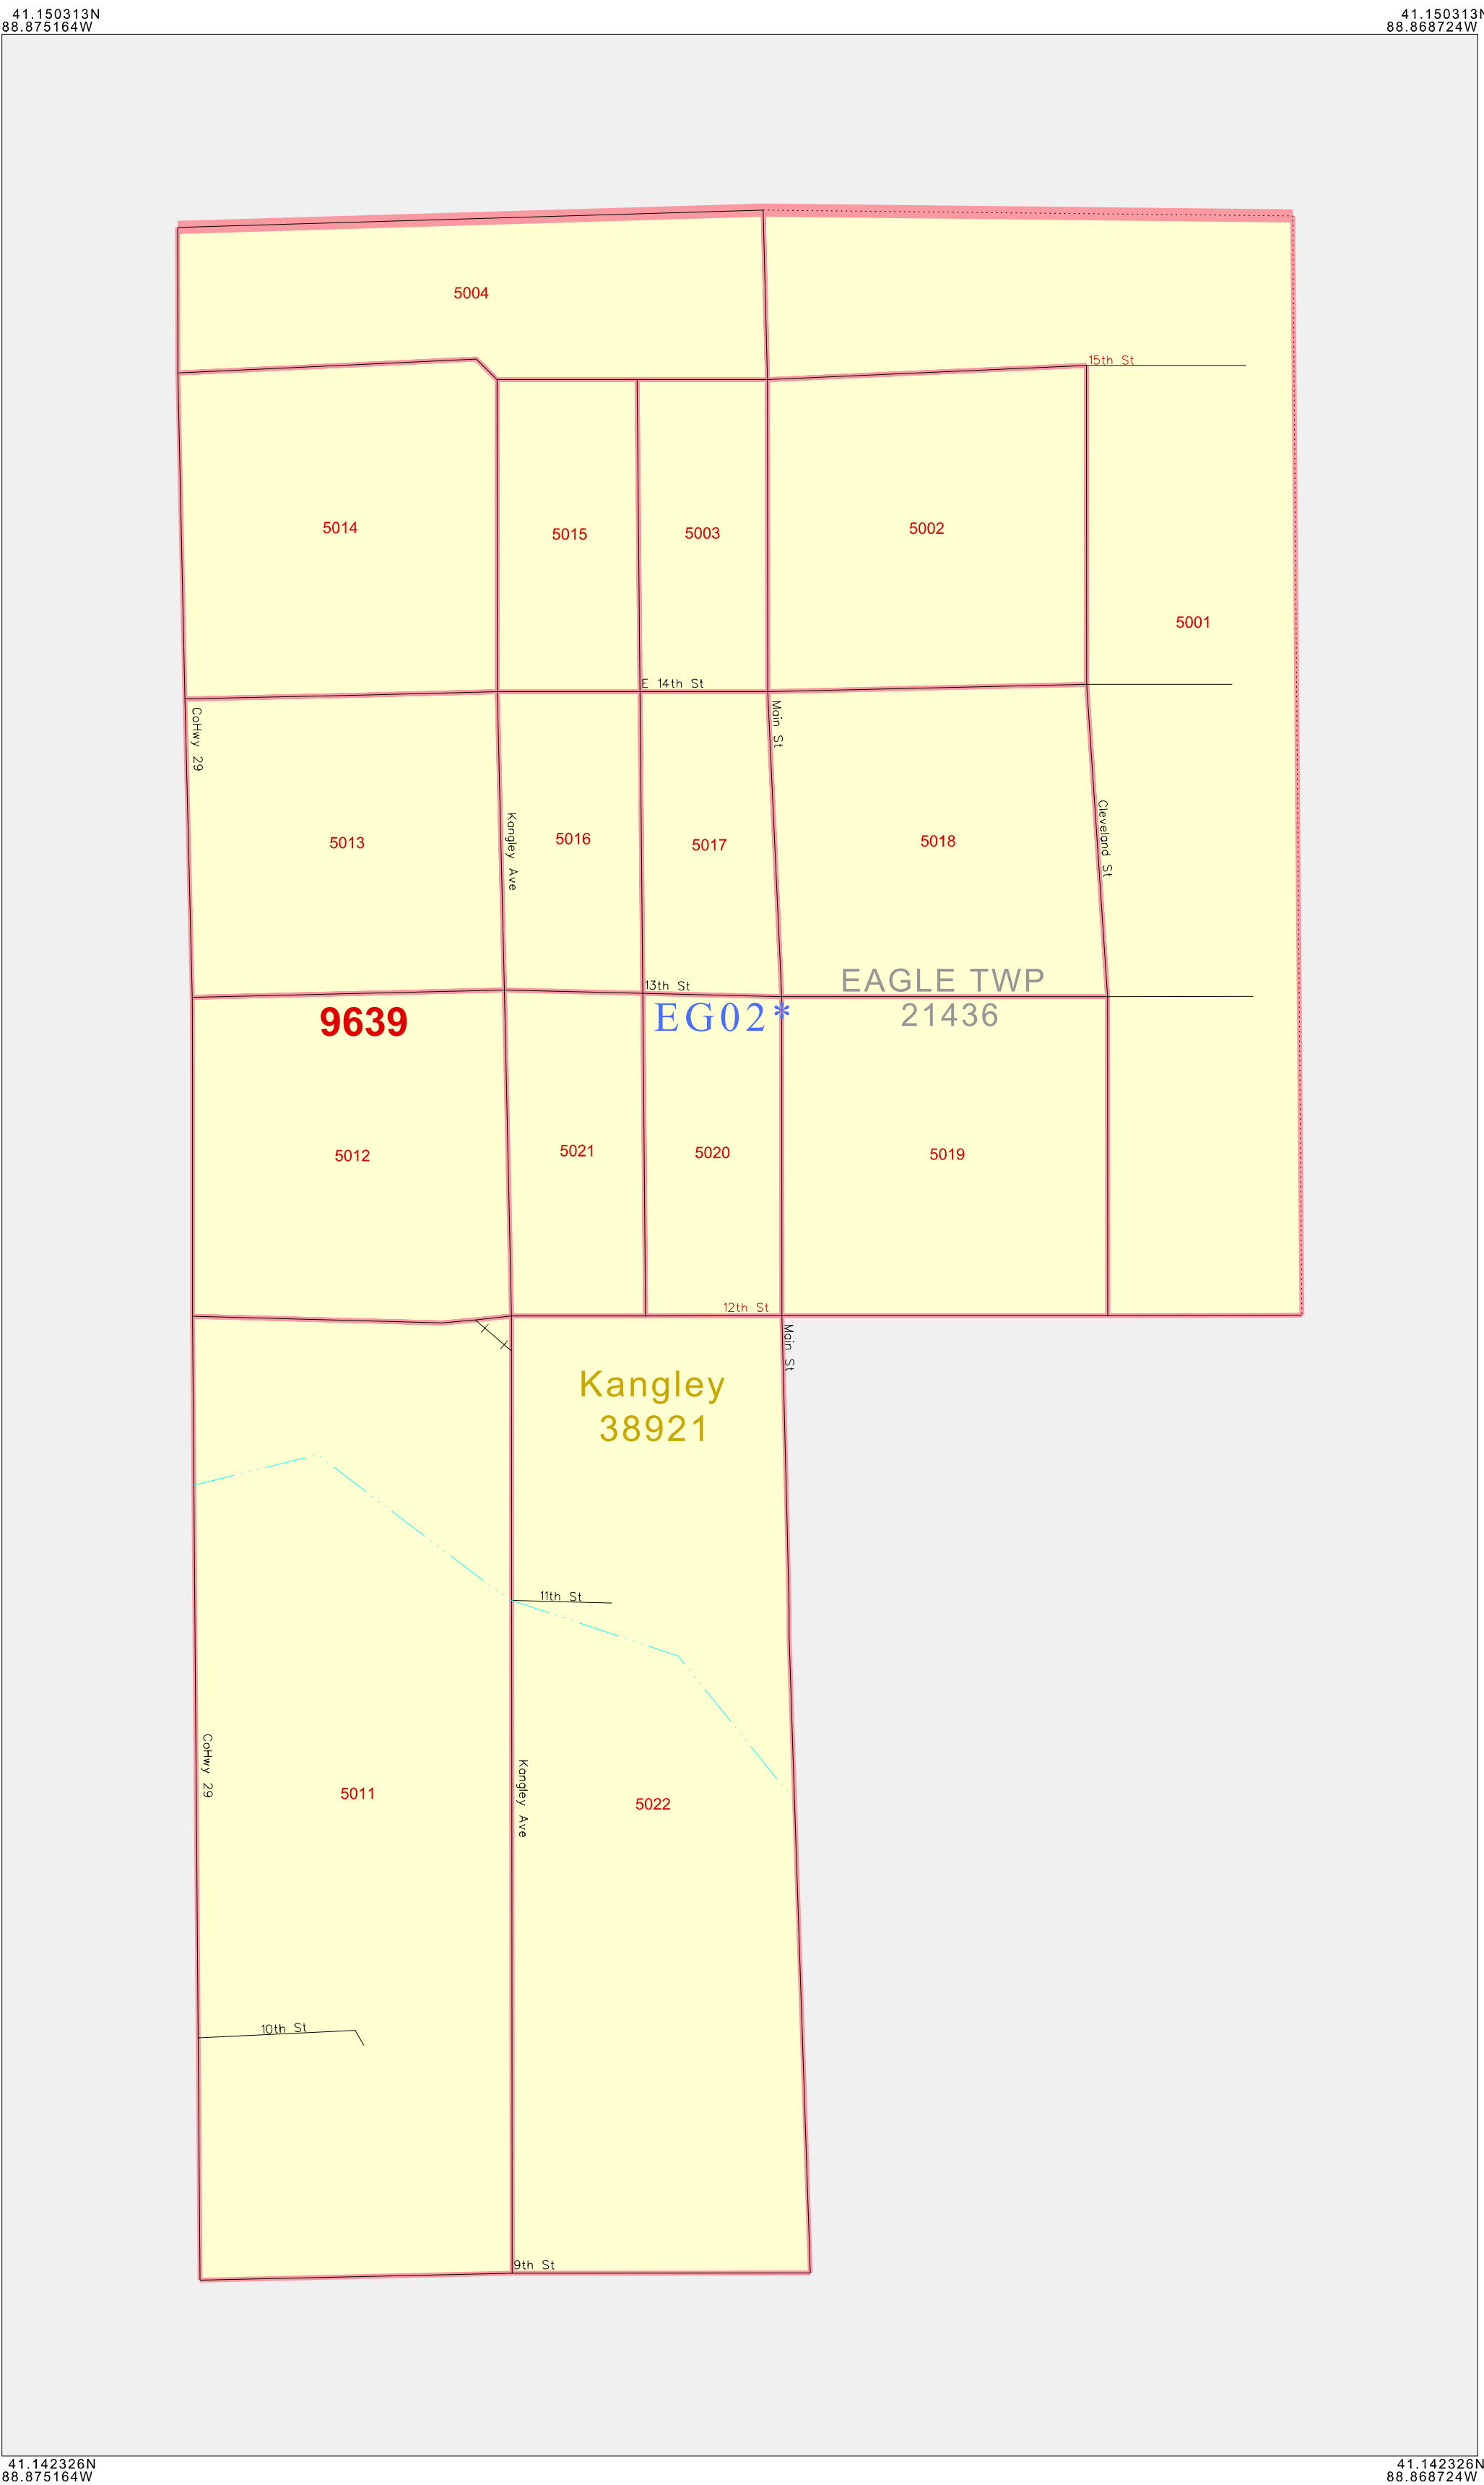 41.150313N
88.875164W
41.150313N
88.868724W
5004
15th St
5014
5015
5003
5002
5001
E 14th St
CoHwy 29
Main St
Kangley Ave
Cleveland St
5013
5016
5017
5018
13th St
EAGLE TWP
21436
9639
EG02*
5012
5021
5020
5019
12th St
Main St
Kangley
38921
11th St
CoHwy 29
Kangley Ave
5011
5022
10th St
9th St
41.142326N
88.875164W
41.142326N
88.868724W